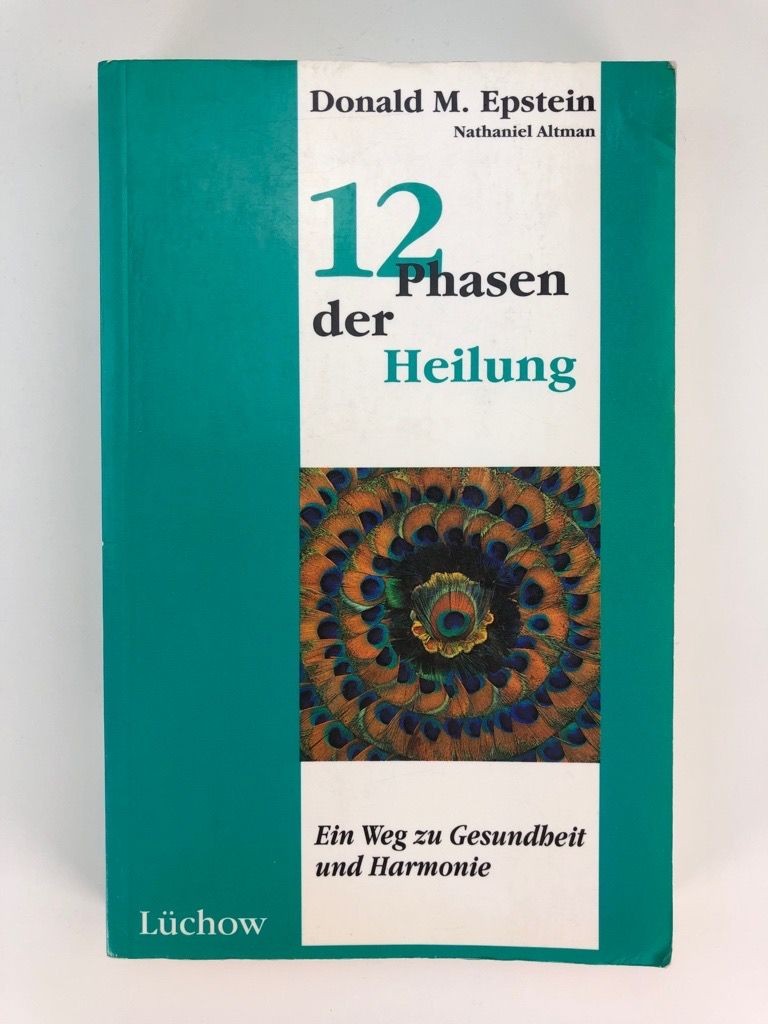 Donald M. Epstein
Nathaniel Altman
12
Phasen
der
Heilung
Ein Weg zu Gesundheit
und Harmonie
Lüchow